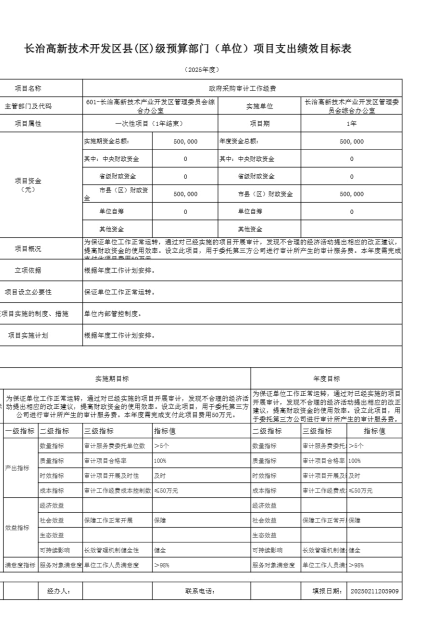 长治高新技术开发区县(区)级预算部门（单位）项目支出绩效目标表
（2025年度）
项目名称 政府采购审计工作经费
主管部门及代码 601-长治高新技术产业开发区管理委员会综合办公室 实施单位 长治高新技术产业开发区管理委员会综合办公室
项目属性 一次性项目（1年结束） 项目期 1年
项目资金（元） 实施期资金总额： 500,000 年度资金总额： 500,000
其中：中央财政资金 0 其中：中央财政资金 0
省级财政资金 0 省级财政资金 0
市县（区）财政资金 500,000 市县（区）财政资金 500,000
单位自筹 0 单位自筹 0
其他资金 其他资金
项目概况 为保证单位工作正常运转，通过对已经实施的项目开展审计，发现不合理的经济活动提出相应的改正建议，
提高财政资金的使用效率。设立此项目，用于委托第三方公司进行审计所产生的审计服务费。本年度需完成
支付此项目费用50万元
立项依据 根据年度工作计划安排。
项目设立必要性 保证单位工作正常运转。
项目实施的制度、措施 单位内部管控制度。
项目实施计划 根据年度工作计划安排。
实施期目标 年度目标
为保证单位工作正常运转，通过对已经实施的项目开展审计，发现不合理的经济活
动提出相应的改正建议，提高财政资金的使用效率。设立此项目，用于委托第三方
公司进行审计所产生的审计服务费。本年度需完成支付此项目费用50万元。
为保证单位工作正常运转，通过对已经实施的项目
开展审计，发现不合理的经济活动提出相应的改正
建议，提高财政资金的使用效率。设立此项目，用
于委托第三方公司进行审计所产生的审计服务费。
一级指标 二级指标 三级指标 指标值 二级指标 三级指标 指标值
产出指标 数量指标 审计服务费委托单位数 >5个 数量指标 审计服务费委托 >5个
质量指标 审计项目合格率 100% 质量指标 审计项目合格率 100%
时效指标 审计项目开展及时性 及时 时效指标 审计项目开展及 及时
成本指标 审计工作经费成本控制数 ≤50万元 成本指标 审计工作经费成 ≤50万元
效益指标 经济效益 经济效益
社会效益 保障工作正常开展 保障 社会效益 保障工作正常开 保障
生态效益 生态效益
可持续影响 长效管理机制健全性 健全 可持续影响 长效管理机制健 健全
满意度指标 服务对象满意度 单位工作人员满意度 >98% 服务对象满意度 单位工作人员满 >98%
经办人： 联系电话： 填报日期： 20250211203909